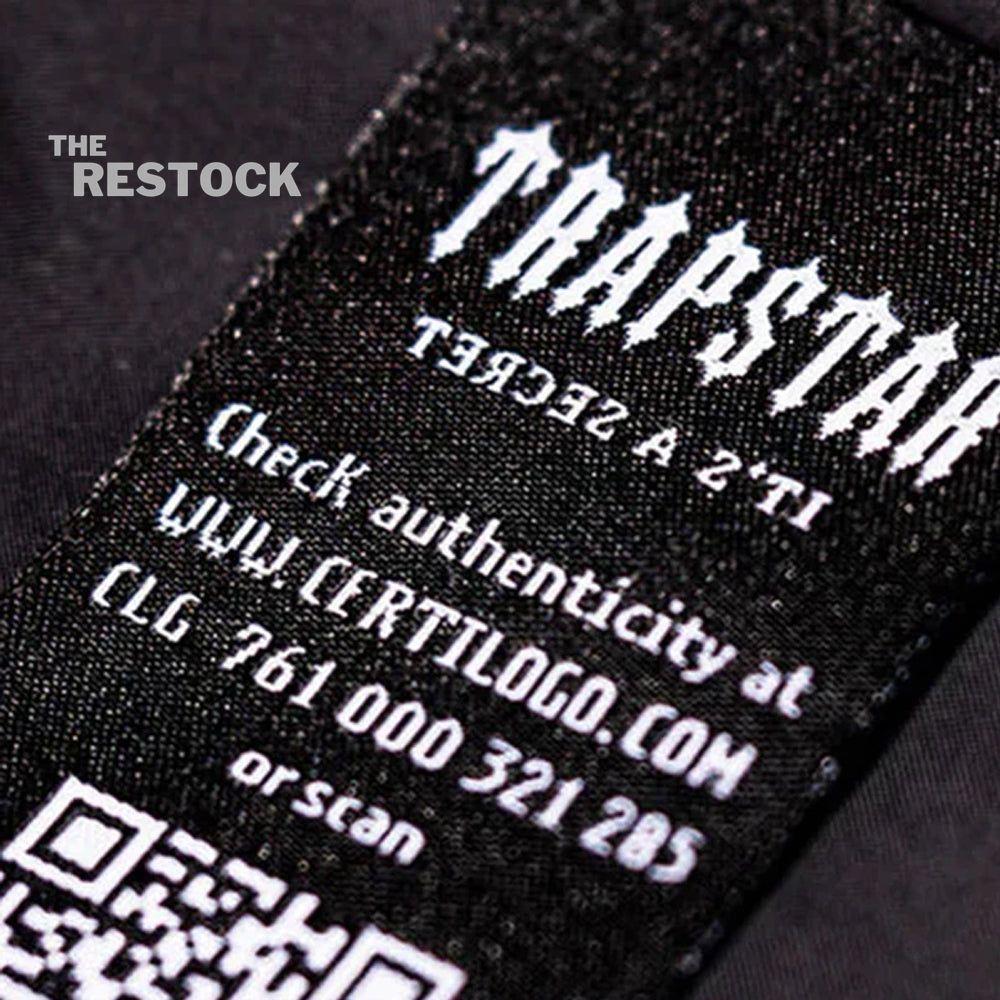 THE
RESTOCK
TRAPSTAR
IT'S A SECRET
Check authenticity at
WWW.CERTILOGO.COM
CLG 761 000 321 285
or scan